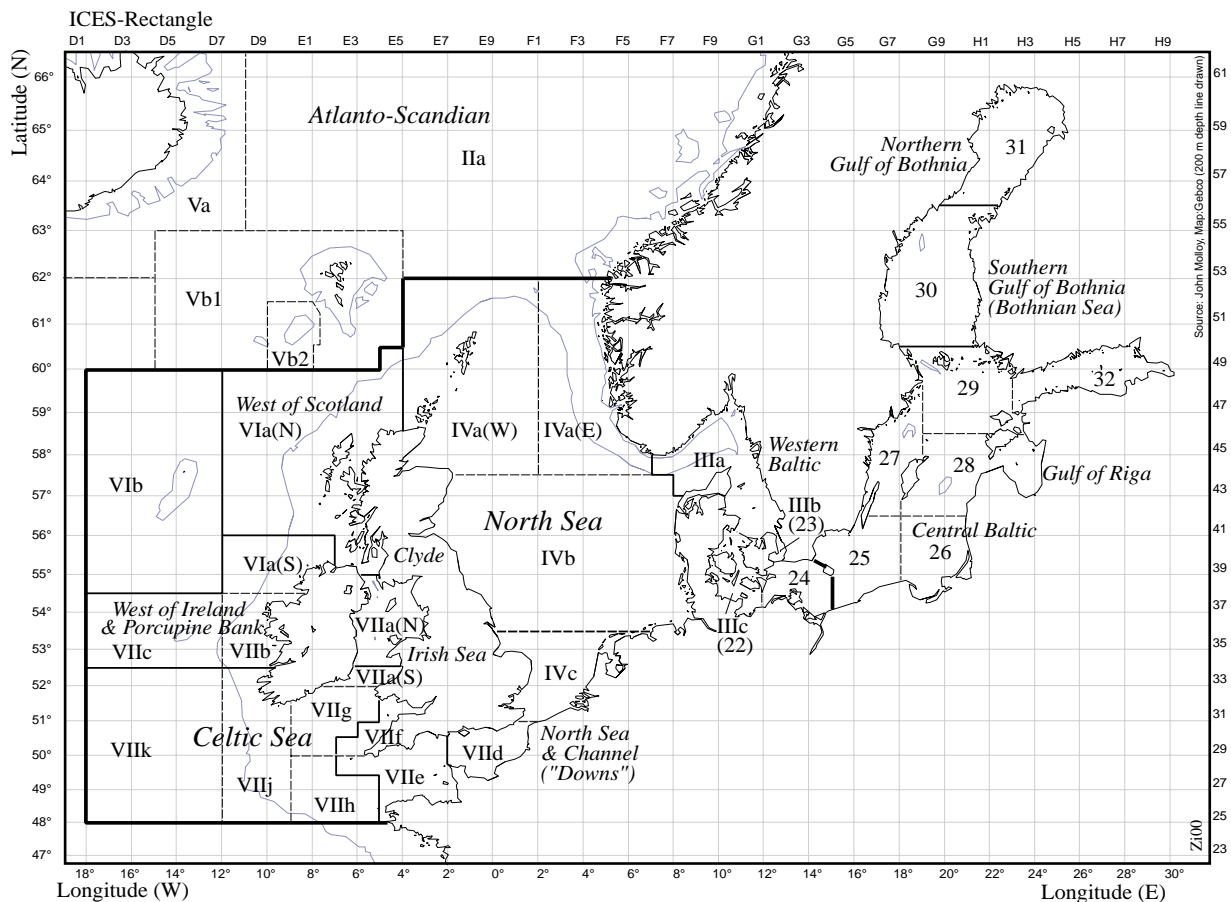 ICES-Rectangle
D1 D3 D5 D7 D9 E1 E3 E5 E7 E9 F1 F3 F5 F7 F9 G1 G3 G5 G7 G9 H1 H3 H5 H7 H9
Latitude (N)
66°
65°
64°
63°
62°
61°
60°
59°
58°
57°
56°
55°
54°
53°
52°
51°
50°
49°
48°
47°
61
59
57
55
53
51
49
47
45
43
41
39
37
35
33
31
29
27
25
23
Source: John Molloy, Map:Gebco (200 m depth line drawn)
Zi00
Atlanto-Scandian
IIa
Va
Vb1
Vb2
Northern
Gulf of Bothnia
31
30
Southern
Gulf of Bothnia
(Bothnian Sea)
29
32
West of Scotland
VIa(N)
IVa(W)
IVa(E)
IIIa
Western
Baltic
27
28
Gulf of Riga
VIb
North Sea
IVb
IIIb
(23)
Central Baltic
25
26
24
Clyde
VIa(S)
West of Ireland
& Porcupine Bank
VIIc
VIIb
VIIa(N)
Irish Sea
VIIa(S)
IIIc
(22)
IVc
VIIg
Celtic Sea
VIIk
VIIf
VIId
North Sea
& Channel
("Downs")
VIIj
VIIe
VIIh
18° 16° 14° 12° 10° 8° 6° 4° 2° 0° 2° 4° 6° 8° 10° 12° 14° 16° 18° 20° 22° 24° 26° 28° 30°
Longitude (W)
Longitude (E)